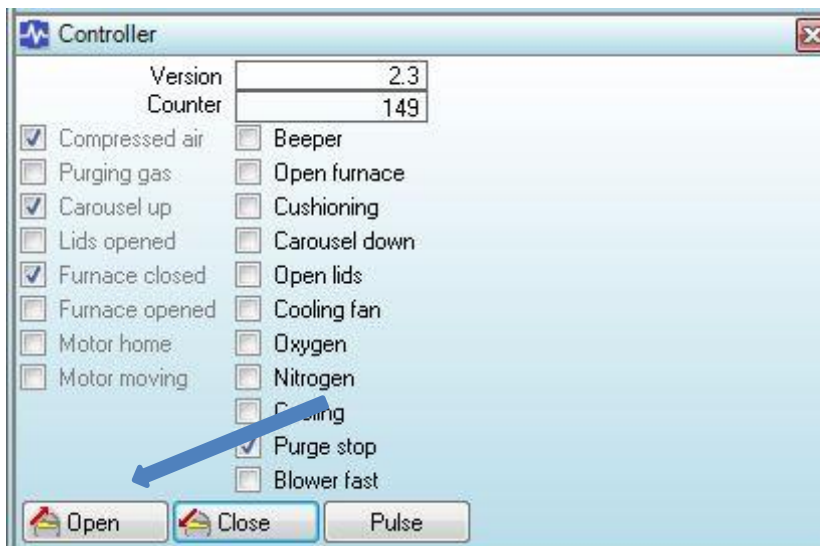 Controller
Version 2.3
Counter 149
Compressed air Beeper
Purging gas Open furnace
Carousel up Cushioning
Lids opened Carousel down
Furnace closed Open lids
Furnace opened Cooling fan
Motor home Oxygen
Motor moving Nitrogen
Cooling
Purge stop
Blower fast
Open Close Pulse